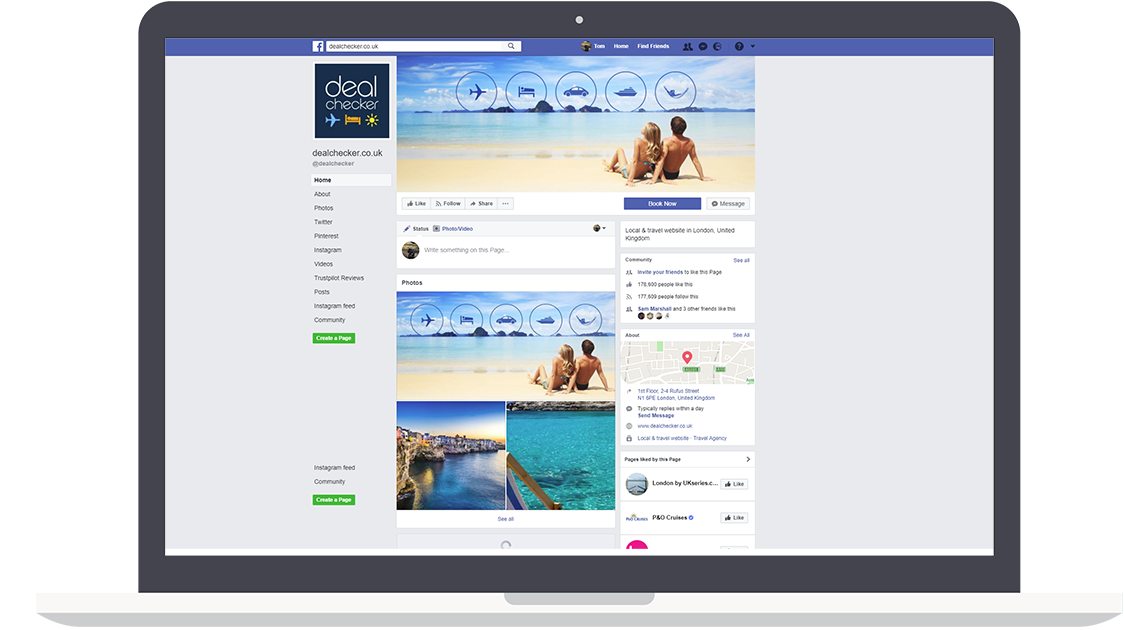 dealchecker.co.uk
Tom Home Find Friends
deal
checker
dealchecker.co.uk
@dealchecker
Home
About
Photos
Twitter
Pinterest
Instagram
Videos
Trustpilot Reviews
Posts
Instagram feed
Community
Create a Page
Instagram feed
Community
Create a Page
Like Follow Share ...
Book Now
Message
Status Photo/Video
Write something on this Page...
Photos
See all
Local & travel website in London, United
Kingdom
Community See all
Invite your friends to like this Page
178,600 people like this
177,609 people follow this
Sam Marshall and 3 other friends like this
About See All
1st Floor, 2-4 Rufus Street
N1 6PE London, United Kingdom
Typically replies within a day
Send Message
www.dealchecker.co.uk
Local & travel website · Travel Agency
Pages liked by this Page
London by UKseries.c... Like
P&O CRUISES
P&O Cruises Like